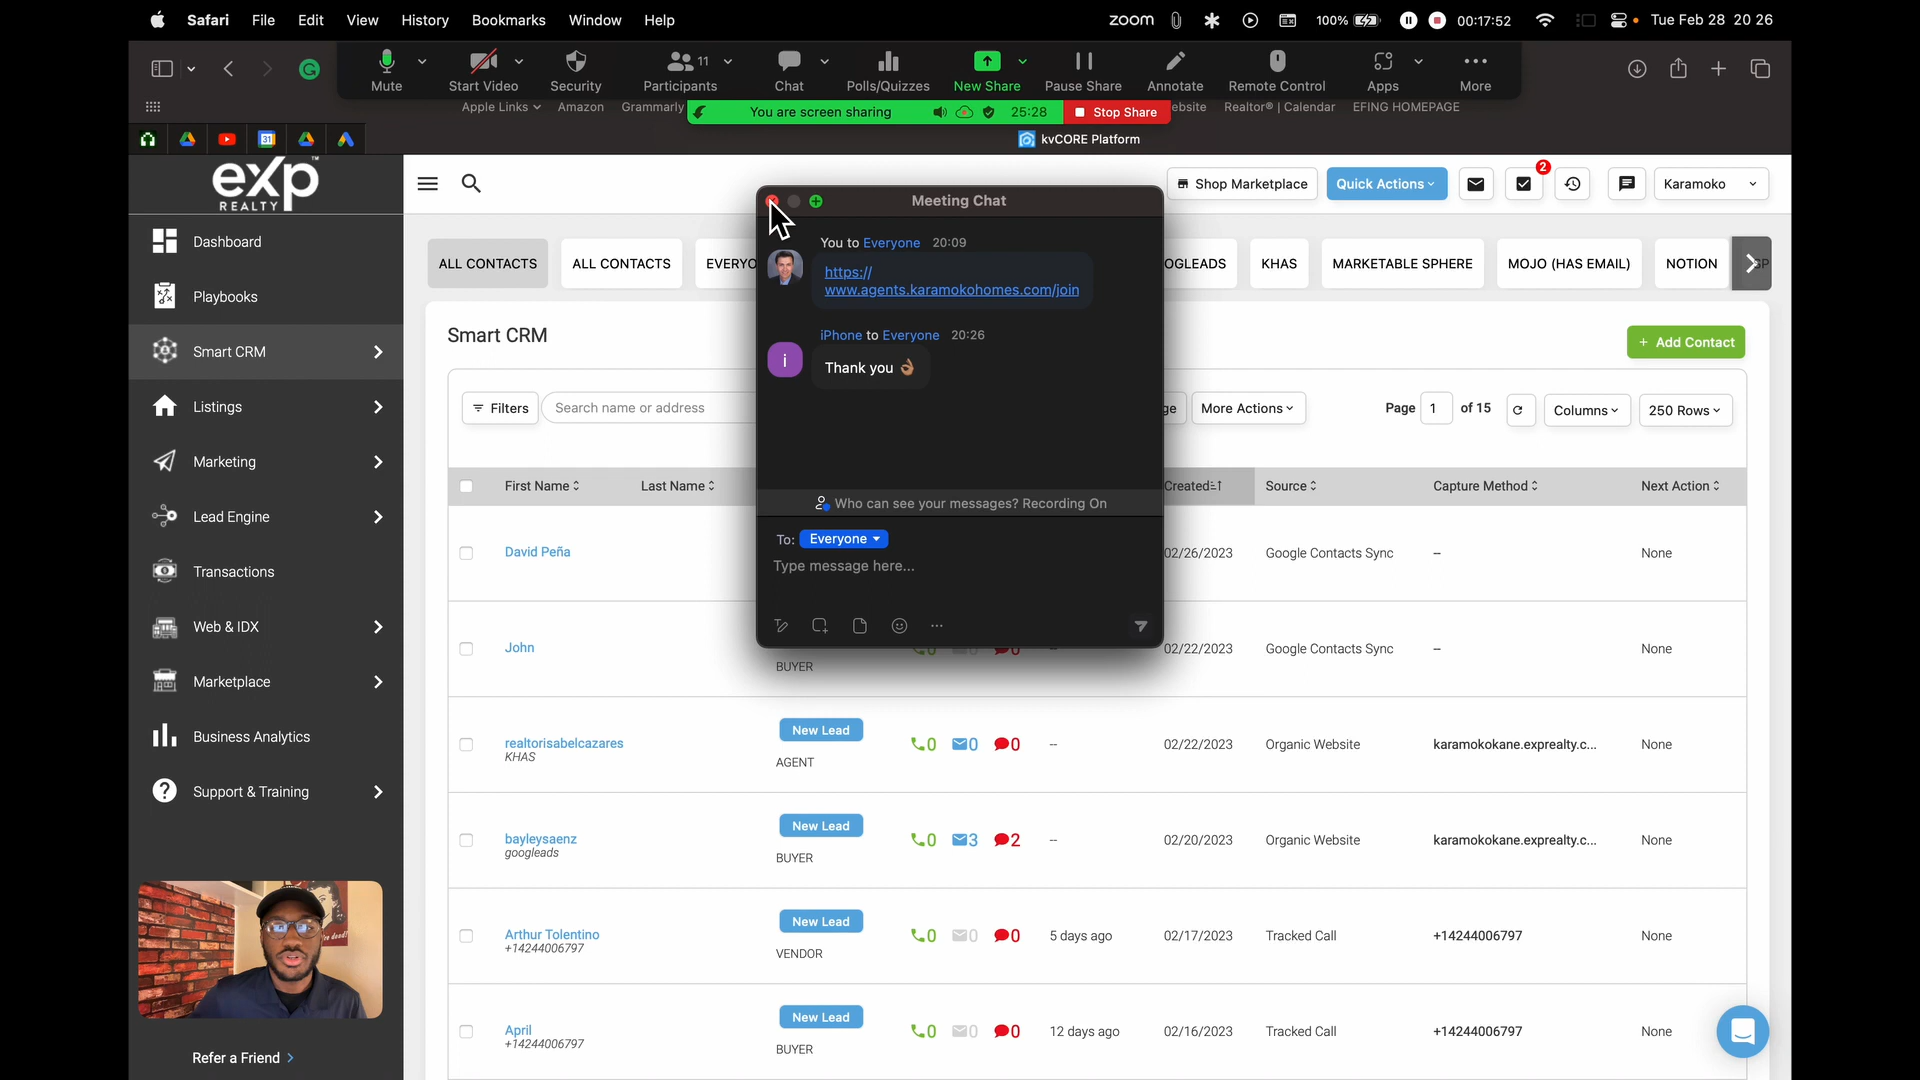 Safari File Edit View History Bookmarks Window Help
zoom 100% 00:17:52 Tue Feb 28 20 26
Mute Start Video Security Participants 11 Chat Polls/Quizzes New Share Pause Share Annotate Remote Control Apps More
Apple Links Amazon Grammarly
You are screen sharing 25:28 Stop Share
Realtor® | Calendar EFING HOMEPAGE
31
kvCORE Platform
exp
REALTY
Shop Marketplace Quick Actions 2 Karamoko
Dashboard
Playbooks
Smart CRM
Listings
Marketing
Lead Engine
Transactions
Web & IDX
Marketplace
Business Analytics
Support & Training
Refer a Friend
ALL CONTACTS ALL CONTACTS KHAS MARKETABLE SPHERE MOJO (HAS EMAIL) NOTION
Smart CRM
+ Add Contact
Filters Search name or address More Actions Page 1 of 15 Columns 250 Rows
First Name Last Name Created Source Capture Method Next Action
David Peña 02/26/2023 Google Contacts Sync -- None
John BUYER -- 02/22/2023 Google Contacts Sync -- None
realtorisabelcazares New Lead 0 0 0 -- 02/22/2023 Organic Website karamokokane.exprealty.c... None
KHAS AGENT
bayleysaenz New Lead 0 3 2 -- 02/20/2023 Organic Website karamokokane.exprealty.c... None
googleads BUYER
Arthur Tolentino New Lead 0 0 0 5 days ago 02/17/2023 Tracked Call +14244006797 None
+14244006797 VENDOR
April New Lead 0 0 0 12 days ago 02/16/2023 Tracked Call +14244006797 None
+14244006797 BUYER
Meeting Chat
You to Everyone 20:09
https://
www.agents.karamokohomes.com/join
iPhone to Everyone 20:26
i
Thank you 👌🏽
Who can see your messages? Recording On
To: Everyone
Type message here...